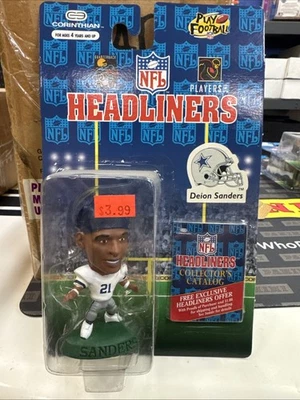 CORINTHIAN
FOR AGES 4 YEARS AND UP
PLAY
FOOTBALL
NFL
PLAYERS
HEADLINERS
Deion Sanders
$3.99
21
SANDERS
NFL
HEADLINERS
COLLECTOR'S
CATALOG
FREE EXCLUSIVE
HEADLINERS OFFER
What